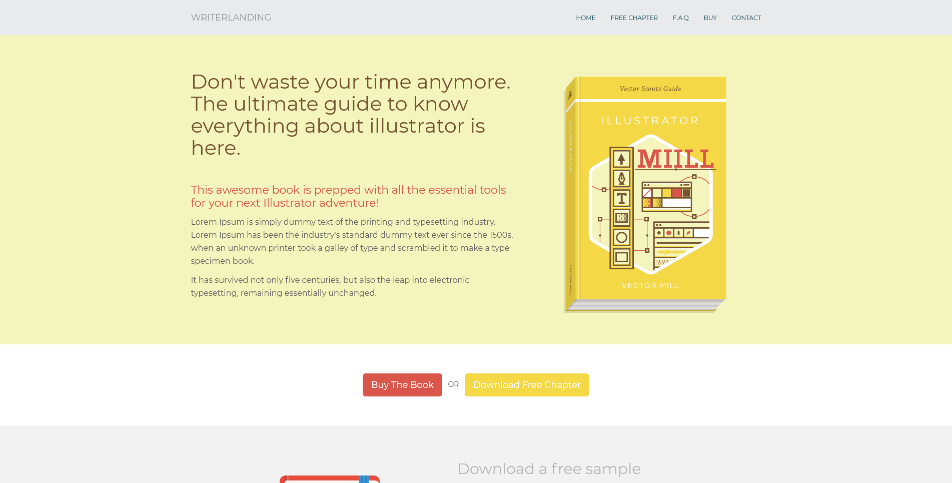 WRITERLANDING
HOME FREE CHAPTER F.A.Q BUY CONTACT
Don't waste your time anymore.
The ultimate guide to know
everything about illustrator is
here.
This awesome book is prepped with all the essential tools
for your next Illustrator adventure!
Lorem Ipsum is simply dummy text of the printing and typesetting industry.
Lorem Ipsum has been the industry's standard dummy text ever since the 1500s,
when an unknown printer took a galley of type and scrambled it to make a type
specimen book.
It has survived not only five centuries, but also the leap into electronic
typesetting, remaining essentially unchanged.
Vector Scouts Guide
ILLUSTRATOR
MIJLL
T
VECTOR MILL
Buy The Book
OR
Download Free Chapter
Download a free sample